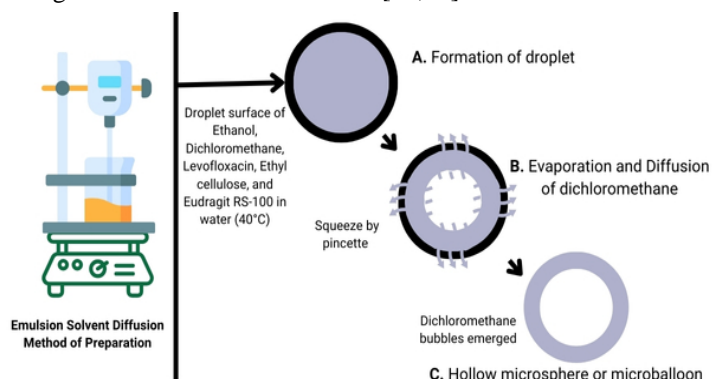 A. Formation of droplet
Droplet surface of
Ethanol,
Dichloromethane,
Levofloxacin, Ethyl
cellulose, and
Eudragit RS-100 in
water (40°C)
B. Evaporation and Diffusion
of dichloromethane
Squeeze by
pincette
Emulsion Solvent Diffusion
Method of Preparation
Dichloromethane
bubbles emerged
C. Hollow microsphere or microballoon